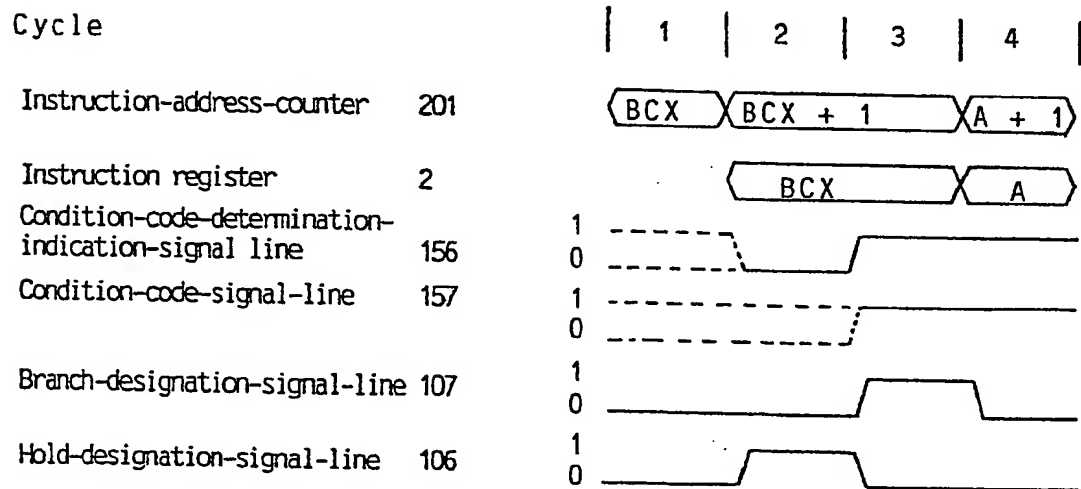 Cycle | 1 | 2 | 3 | 4 |
Instruction-address-counter 201 BCX BCX + 1 A + 1
Instruction register 2 BCX A
Condition-code-determination-
indication-signal line 156 1 0
Condition-code-signal-line 157 1 0
Branch-designation-signal-line 107 1 0
Hold-designation-signal-line 106 1 0